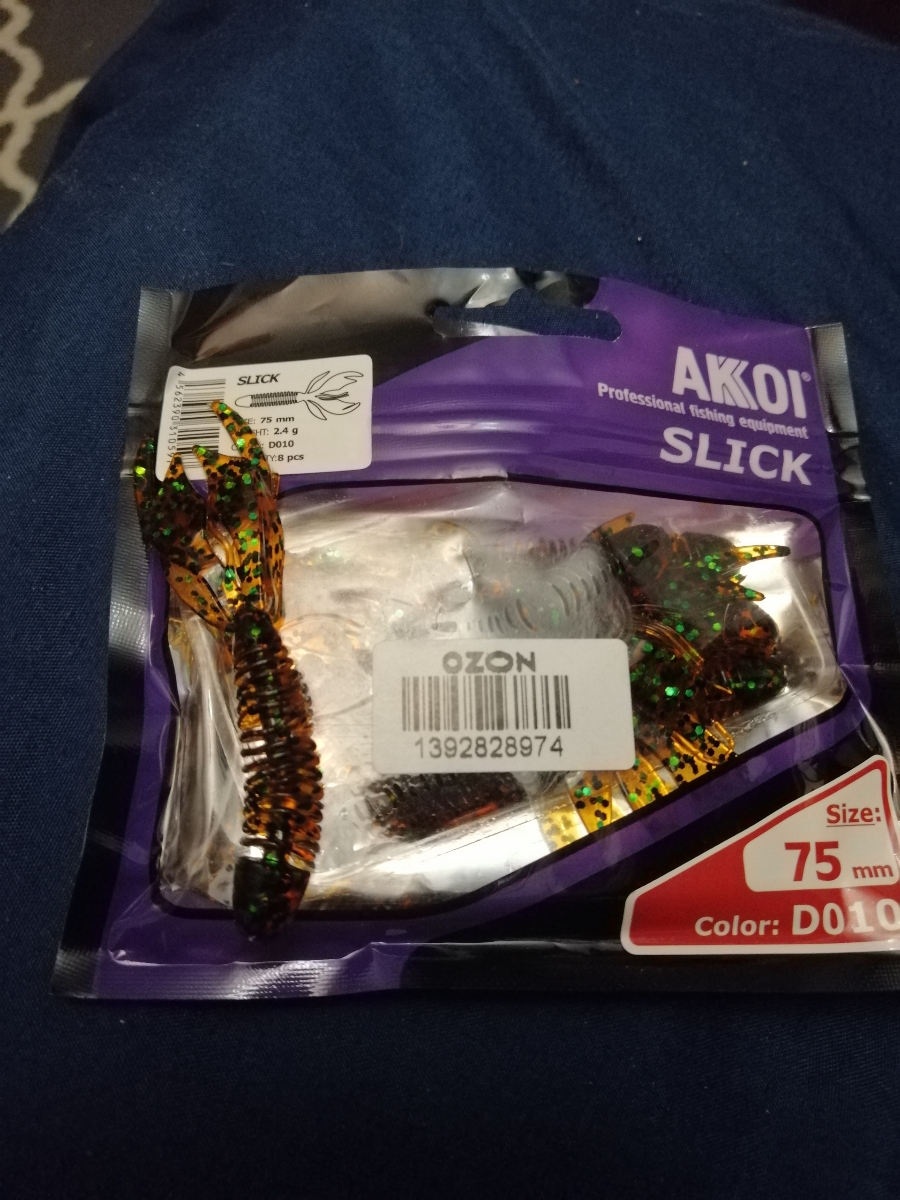 AKKOI®
Professional fishing equipment
SLICK
SLICK
75 mm
2.4 g
D010
8 pcs
OZON
1392828974
Size:
75 mm
Color: D010